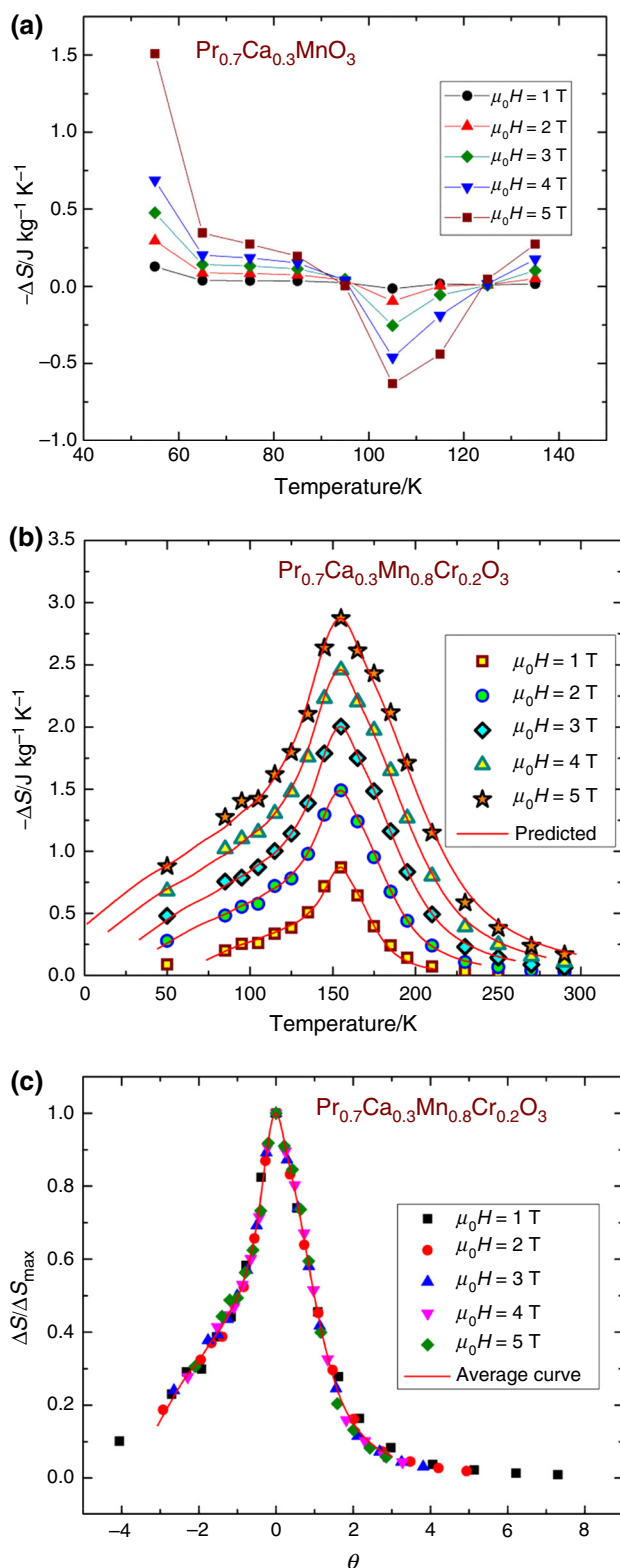 (a)
Pr0.7Ca0.3MnO3
1.5
1.0
0.5
0.0
−0.5
−1.0
−ΔS/J kg−1 K−1
μ0H = 1 T
μ0H = 2 T
μ0H = 3 T
μ0H = 4 T
μ0H = 5 T
40 60 80 100 120 140
Temperature/K
(b)
Pr0.7Ca0.3Mn0.8Cr0.2O3
3.5
3.0
2.5
2.0
1.5
1.0
0.5
0.0
−ΔS/J kg−1 K−1
μ0H = 1 T
μ0H = 2 T
μ0H = 3 T
μ0H = 4 T
μ0H = 5 T
Predicted
0 50 100 150 200 250 300
Temperature/K
(c)
Pr0.7Ca0.3Mn0.8Cr0.2O3
1.0
0.8
0.6
0.4
0.2
0.0
ΔS/ΔSmax
μ0H = 1 T
μ0H = 2 T
μ0H = 3 T
μ0H = 4 T
μ0H = 5 T
Average curve
−4 −2 0 2 4 6 8
θ